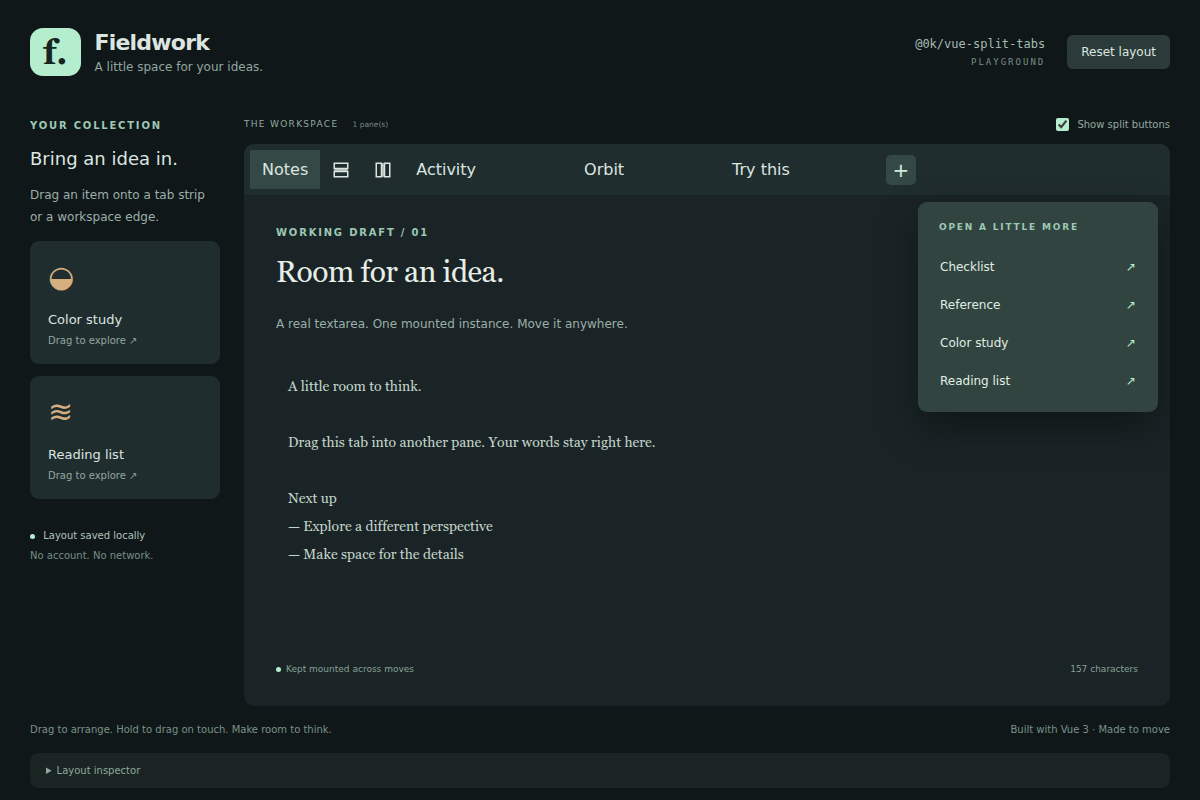 f.
Fieldwork
A little space for your ideas.
@0k/vue-split-tabs
PLAYGROUND
Reset layout
YOUR COLLECTION
Bring an idea in.
Drag an item onto a tab strip
or a workspace edge.
Color study
Drag to explore ↗
Reading list
Drag to explore ↗
Layout saved locally
No account. No network.
THE WORKSPACE 1 pane(s)
Show split buttons
Notes Activity Orbit Try this +
WORKING DRAFT / 01
Room for an idea.
A real textarea. One mounted instance. Move it anywhere.
A little room to think.
Drag this tab into another pane. Your words stay right here.
Next up
— Explore a different perspective
— Make space for the details
Kept mounted across moves
157 characters
OPEN A LITTLE MORE
Checklist ↗
Reference ↗
Color study ↗
Reading list ↗
Drag to arrange. Hold to drag on touch. Make room to think.
Built with Vue 3 · Made to move
Layout inspector